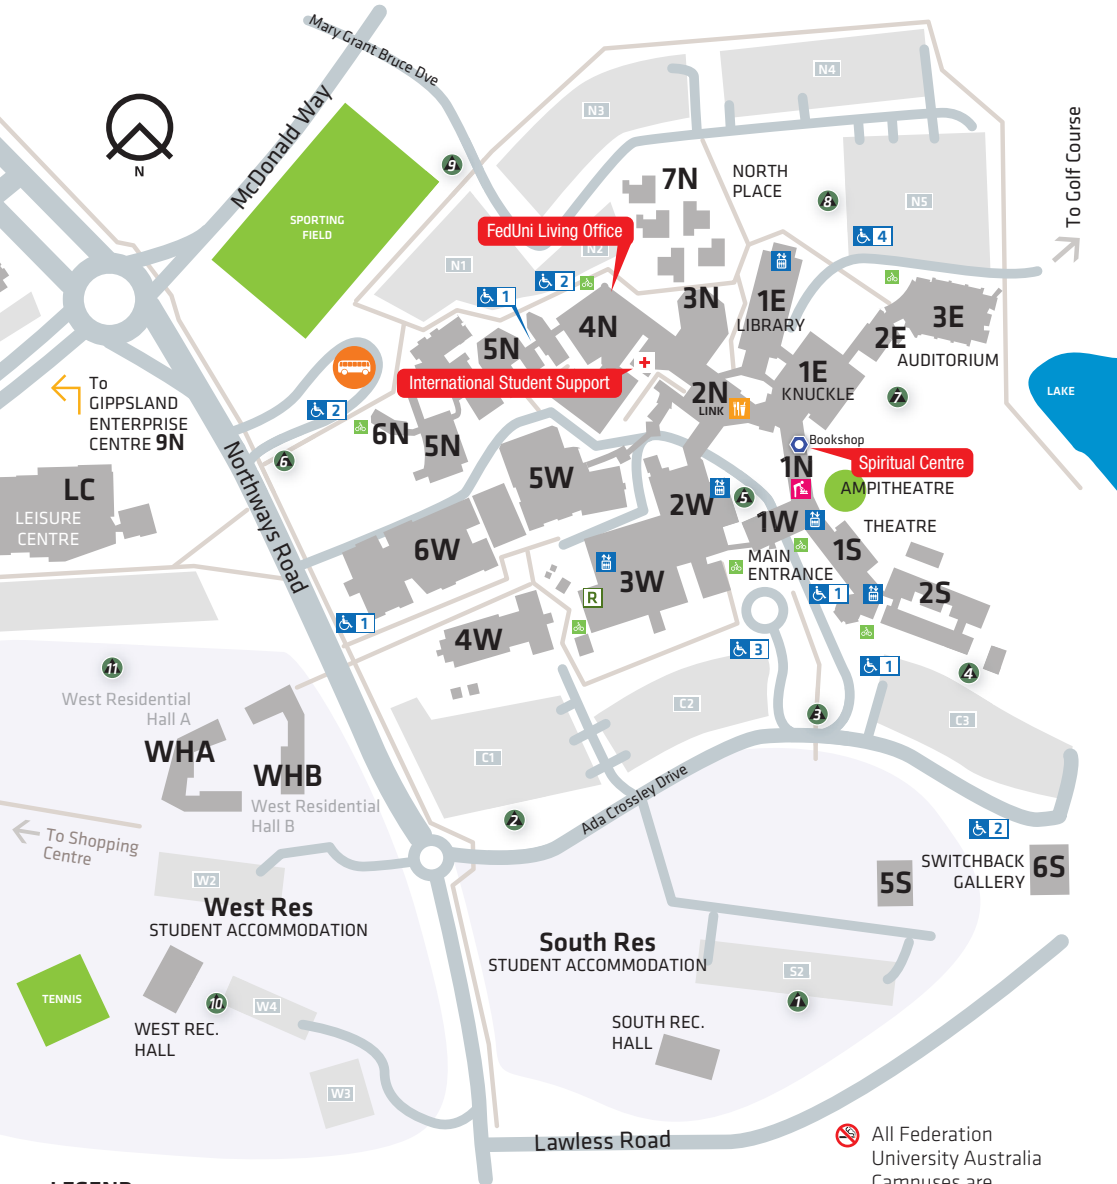 Mary Grant Bruce Dve
McDonald Way
N
SPORTING
FIELD
9
N3
N4
7N
NORTH
PLACE
8
N5
4
To Golf Course
FedUni Living Office
N1
N2
2
1
3N
1E
LIBRARY
4N
5N
2E
3E
AUDITORIUM
1E
KNUCKLE
7
LAKE
International Student Support
2N
LINK
To
GIPPSLAND
ENTERPRISE
CENTRE 9N
2
6N
5N
6
Northways Road
Bookshop
Spiritual Centre
1N
AMPITHEATRE
LC
LEISURE
CENTRE
5W
2W
5
1W
THEATRE
6W
1S
MAIN
ENTRANCE
3W
R
1
2S
1
4W
3
1
4
11
West Residential
Hall A
WHA
WHB
West Residential
Hall B
C2
3
C3
C1
2
Ada Crossley Drive
To Shopping
Centre
2
SWITCHBACK
GALLERY
6S
5S
W2
West Res
STUDENT ACCOMMODATION
South Res
STUDENT ACCOMMODATION
S2
1
TENNIS
10
W4
WEST REC.
HALL
SOUTH REC.
HALL
W3
Lawless Road
All Federation
University Australia
Campuses are
LEGEND